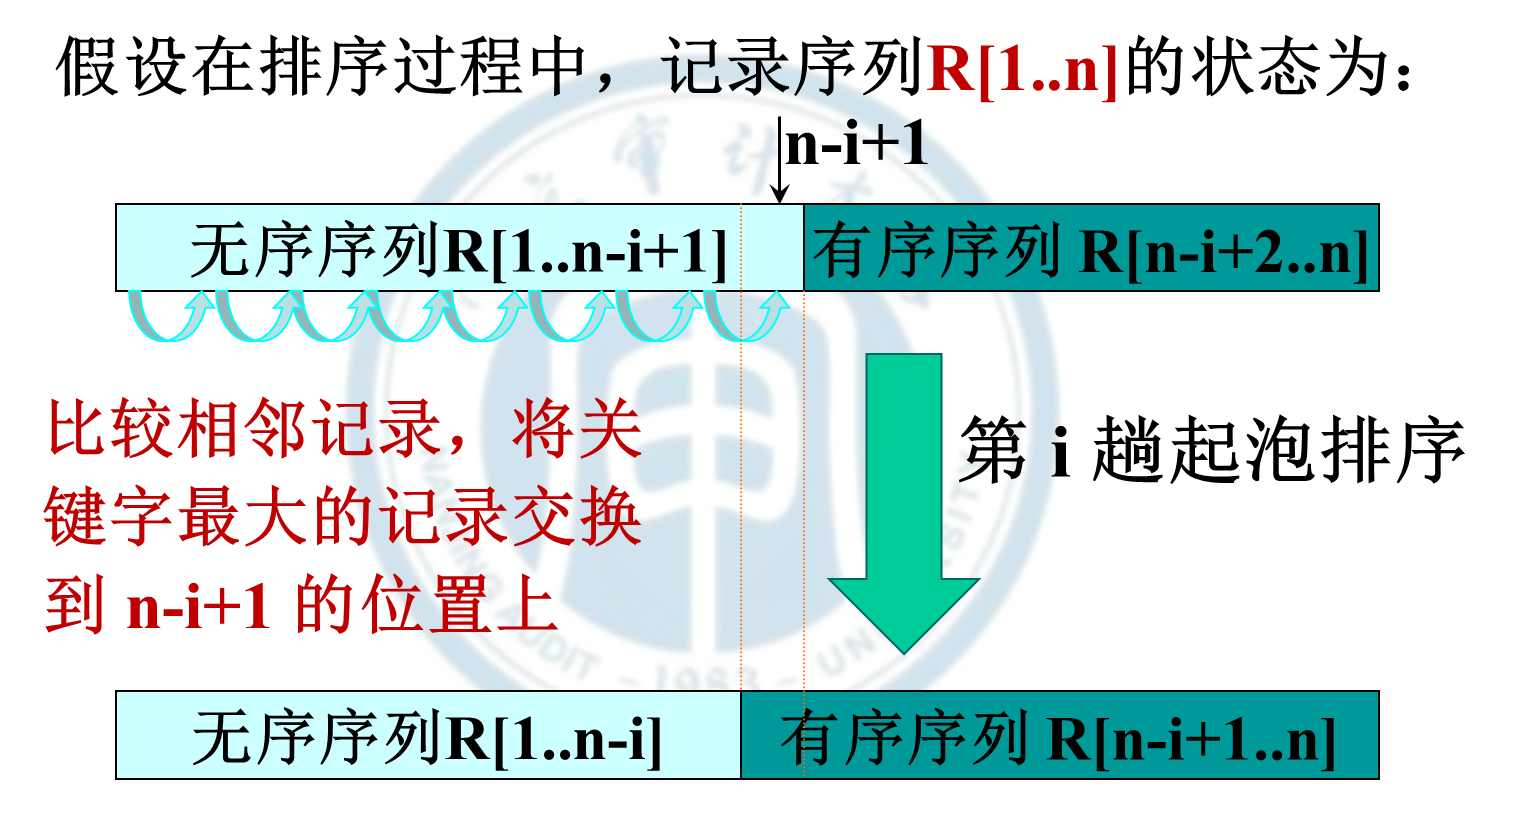 假设在排序过程中，记录序列R[1..n]的状态为：
n-i+1
无序序列R[1..n-i+1]
有序序列 R[n-i+2..n]
比较相邻记录，将关
键字最大的记录交换
到 n-i+1 的位置上
第 i 趟起泡排序
无序序列R[1..n-i]
有序序列 R[n-i+1..n]